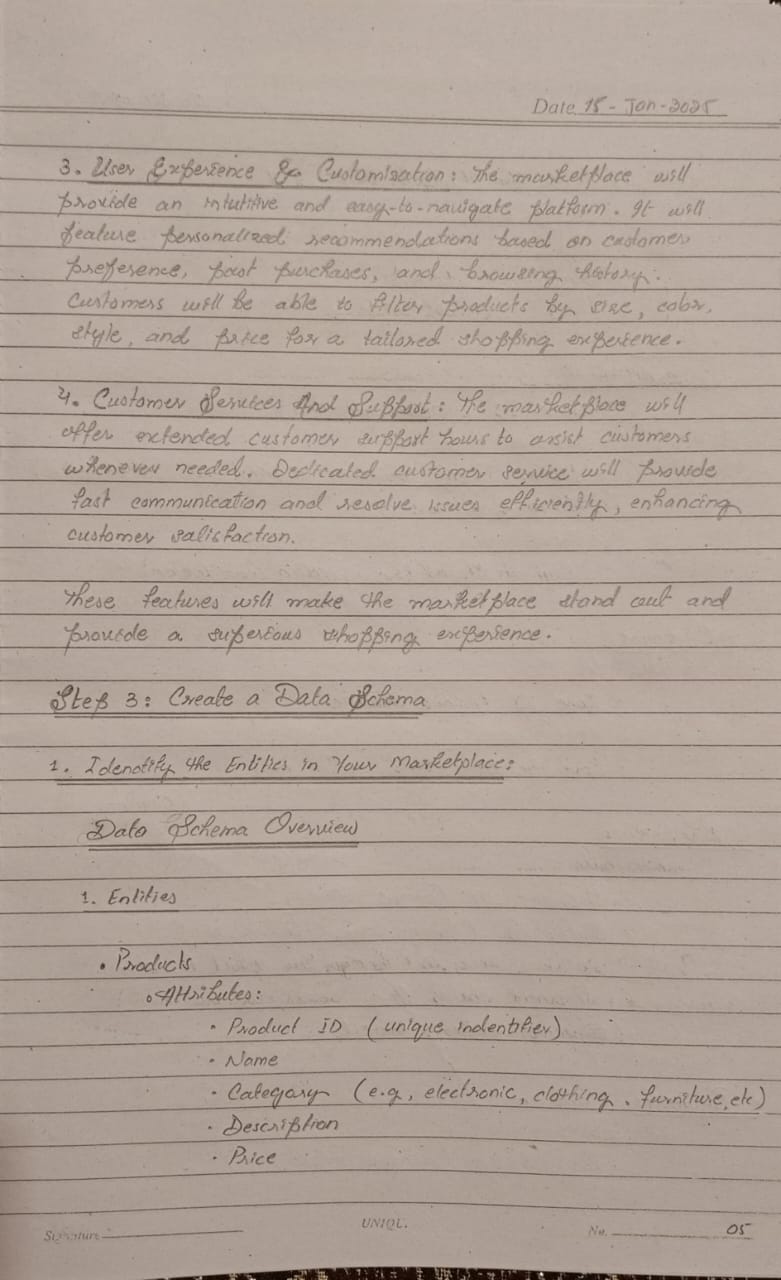 Date 15 - Jan - 2025
3. User Experience & Customization: The marketplace will
provide an intuitive and easy-to-navigate platform. It will
feature personalized recommendations based on customer
preference, past purchases, and browsing history.
Customers will be able to filter products by size, color,
style, and price for a tailored shopping experience.
4. Customer Services And Support: The marketplace will
offer extended customer support hours to assist customers
whenever needed. Dedicated customer service will provide
fast communication and resolve issues efficiently, enhancing
customer satisfaction.
These features will make the marketplace stand out and
provide a superious shopping experience.
Step 3: Create a Data Schema
1. Idenotify the Entities in Your Marketplace:
Data Schema Overview
1. Entities
• Products
• Attributes:
• Product ID (unique indentifier)
• Name
• Category (e.g, electronic, clothing, furniture, etc)
• Description
• Price
Signature
UNIQL.
No. 05